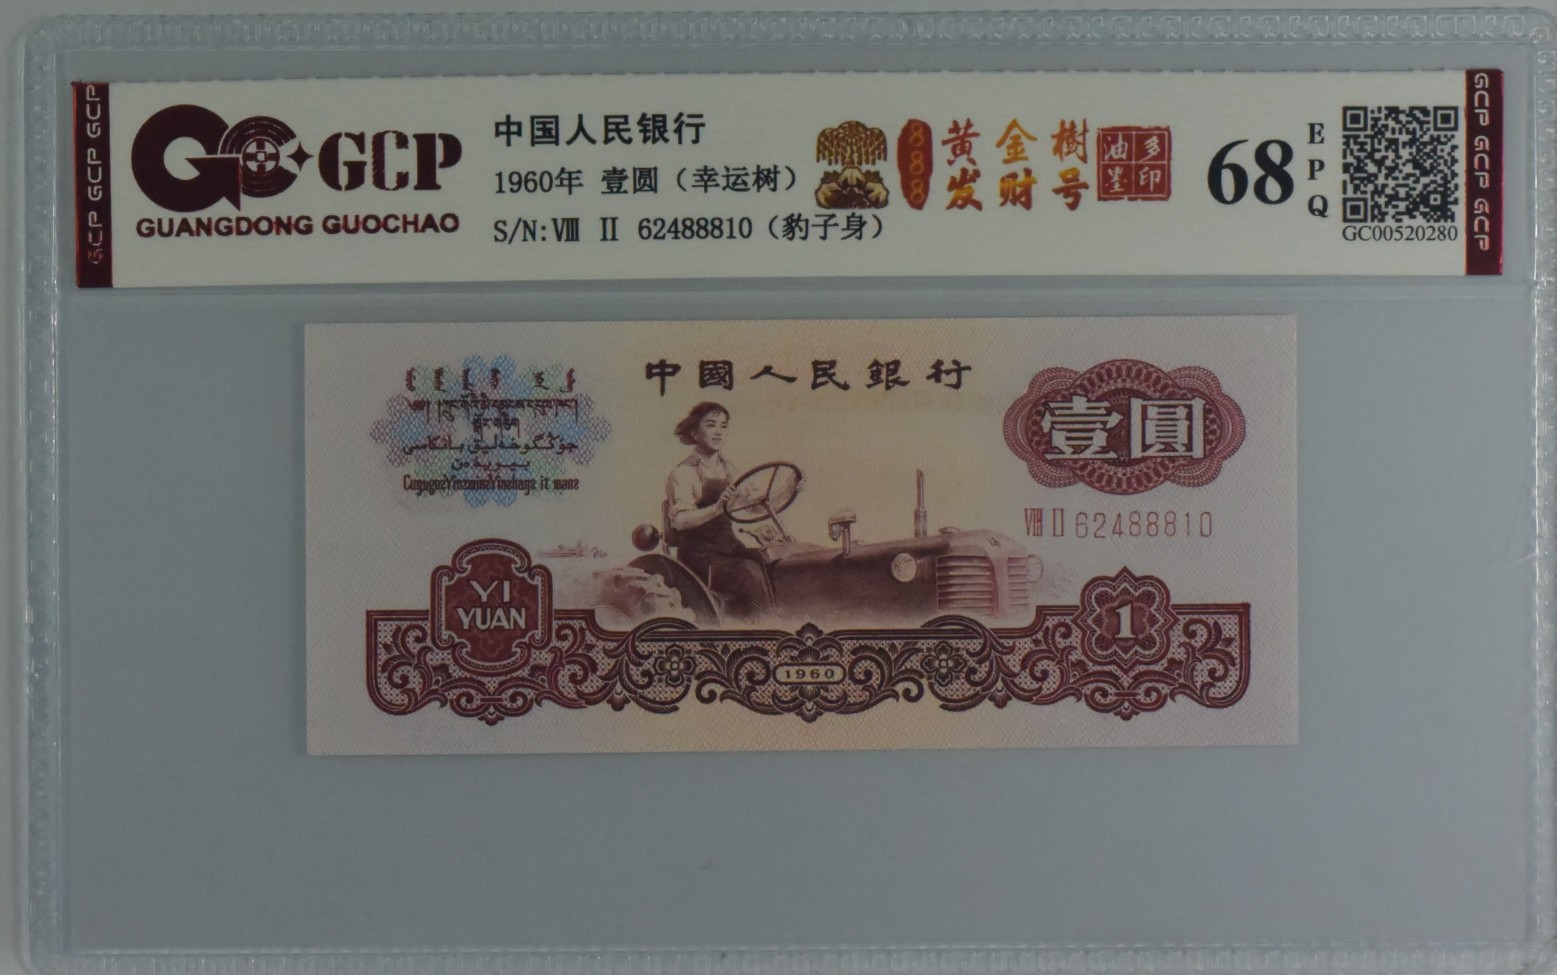 GCP
GUANGDONG GUOCHAO
中国人民银行
1960年 壹圆（幸运树）
S/N:Ⅷ Ⅱ 62488810（豹子身）
888
黄金樹
发财号
多印
油墨
68
EPQ
GC00520280
GCP GCP GCP
GCP GCP GCP
中國人民銀行
壹圓
Ⅷ Ⅱ 62488810
YI
YUAN
1960
1